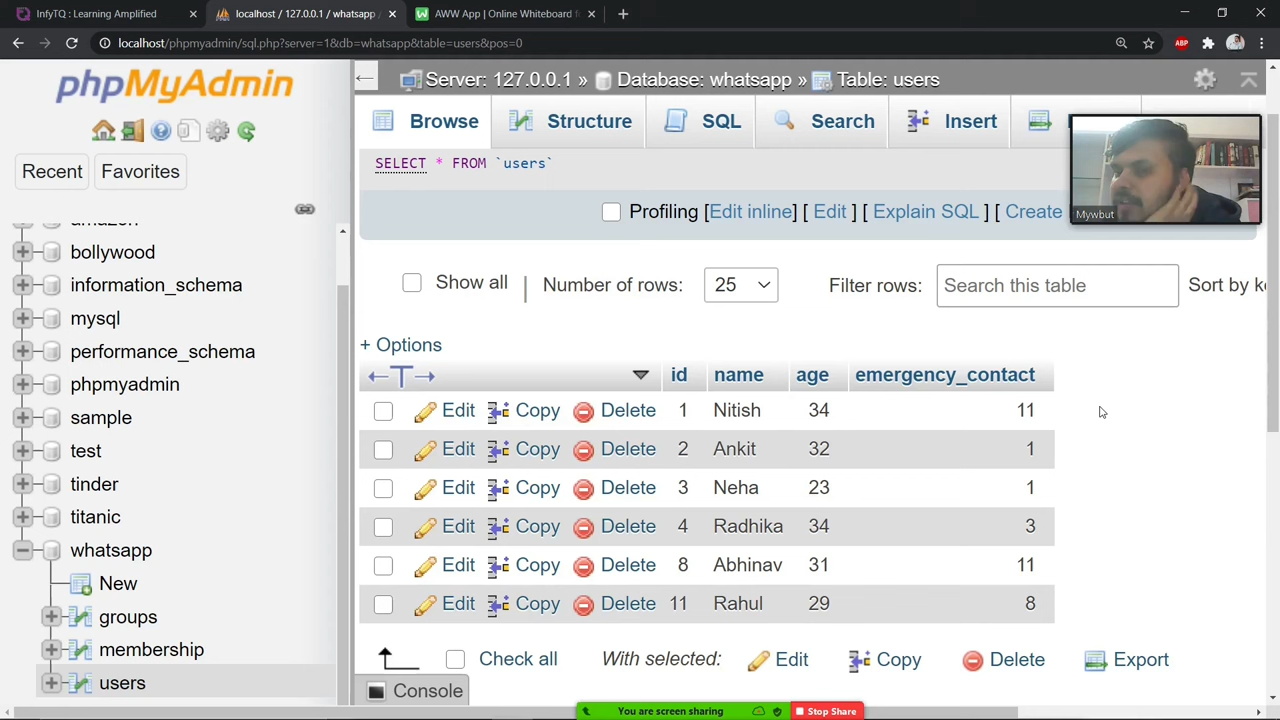 InfyTQ : Learning Amplified
localhost / 127.0.0.1 / whatsapp /
AWW App | Online Whiteboard f
localhost/phpmyadmin/sql.php?server=1&db=whatsapp&table=users&pos=0
ABP
phpMyAdmin
Recent
Favorites
bollywood
information_schema
mysql
performance_schema
phpmyadmin
sample
test
tinder
titanic
whatsapp
New
groups
membership
users
Server: 127.0.0.1 » Database: whatsapp » Table: users
Browse Structure SQL Search Insert
SELECT * FROM `users`
Profiling [Edit inline] [ Edit ] [ Explain SQL ] [ Create
Mywbut
Show all Number of rows: 25 Filter rows: Search this table Sort by k
+ Options
id name age emergency_contact
Edit Copy Delete 1 Nitish 34 11
Edit Copy Delete 2 Ankit 32 1
Edit Copy Delete 3 Neha 23 1
Edit Copy Delete 4 Radhika 34 3
Edit Copy Delete 8 Abhinav 31 11
Edit Copy Delete 11 Rahul 29 8
Check all With selected: Edit Copy Delete Export
Console
You are screen sharing Stop Share